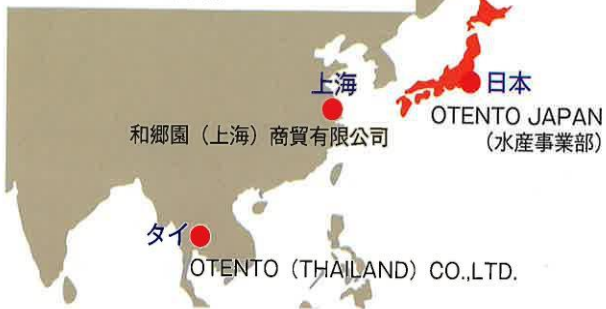 上海
日本
OTENTO JAPAN
(水産事業部)
和郷園（上海）商貿有限公司
タイ
OTENTO（THAILAND）CO.,LTD.